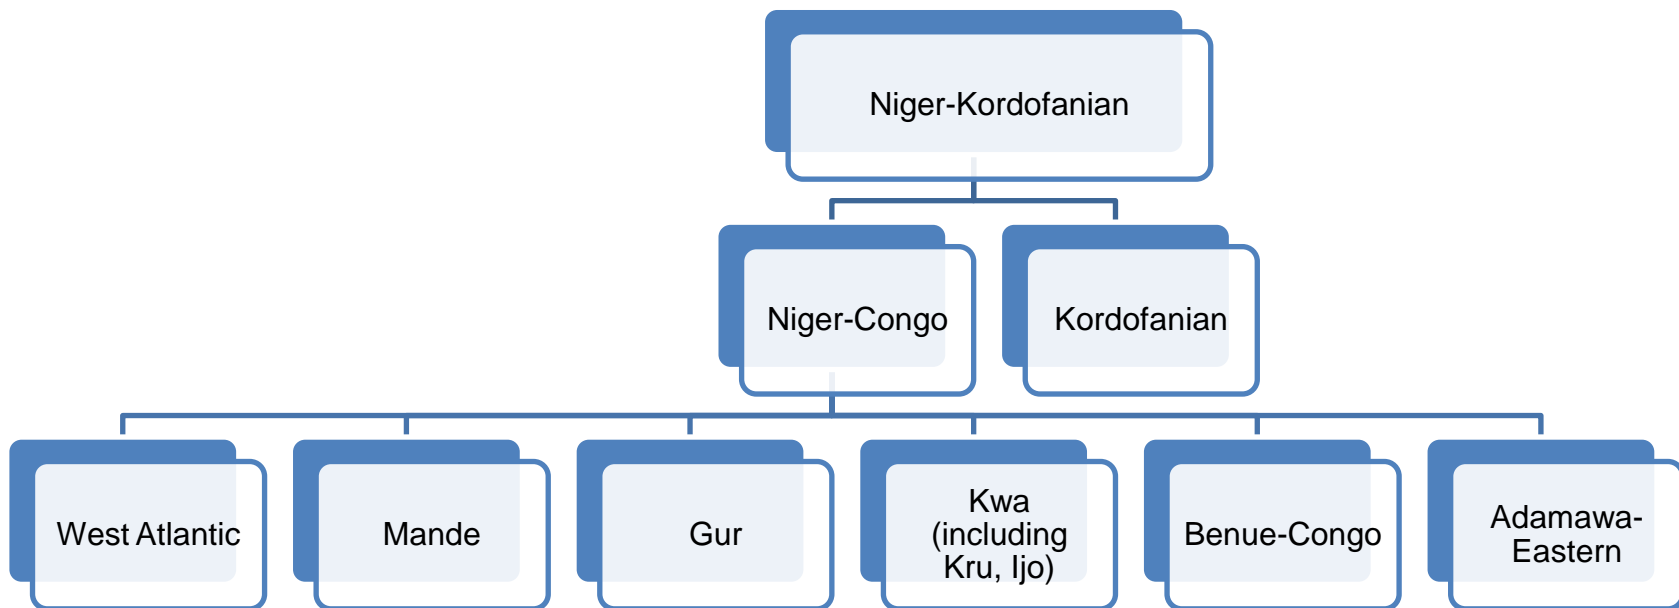 Niger-Kordofanian
Niger-Congo
Kordofanian
West Atlantic
Mande
Gur
Kwa
(including
Kru, Ijo)
Benue-Congo
Adamawa-
Eastern